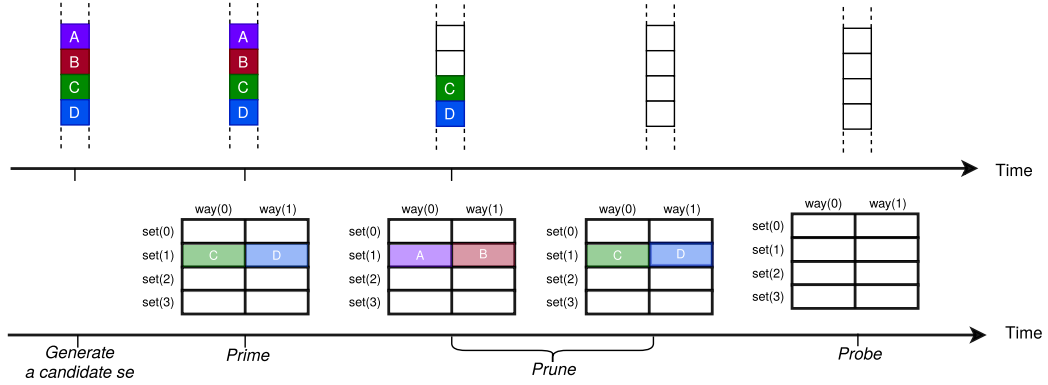 A A
B B
C C C
D D D
Time
way(0) way(1) way(0) way(1) way(0) way(1) way(0) way(1)
set(0) set(0) set(0) set(0)
set(1) C D set(1) A B set(1) C D set(1)
set(2) set(2) set(2) set(2)
set(3) set(3) set(3) set(3)
Time
Generate
a candidate se
Prime
Prune
Probe